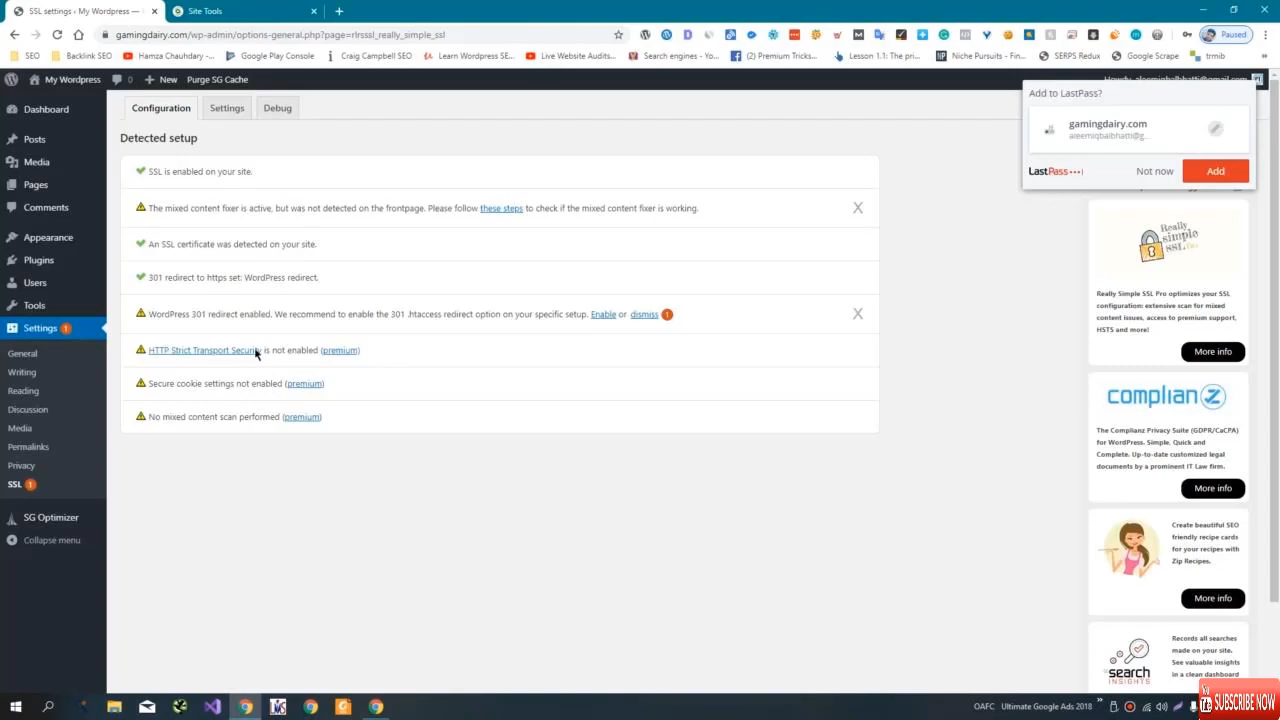 SSL settings ‹ My Wordpress —
Site Tools
gamingdairy.com/wp-admin/options-general.php?page=rlrsssl_really_simple_ssl
Paused
SEO
Backlink SEO
Hamza Chauhdary -
Google Play Console
Craig Campbell SEO
Learn Wordpress SE...
Live Website Audits...
Search engines - Yo...
(2) Premium Tricks...
Lesson 1.1: The pri...
Niche Pursuits - Fin...
SERPS Redux
Google Scrape
trmib
My Wordpress
0
New
Purge SG Cache
Howdy, aleemiqbalbhatti@gmail.com
Dashboard
Posts
Media
Pages
Comments
Appearance
Plugins
Users
Tools
Settings 1
General
Writing
Reading
Discussion
Media
Permalinks
Privacy
SSL 1
SG Optimizer
Collapse menu
Configuration
Settings
Debug
Detected setup
SSL is enabled on your site.
The mixed content fixer is active, but was not detected on the frontpage. Please follow these steps to check if the mixed content fixer is working.
X
An SSL certificate was detected on your site.
301 redirect to https set: WordPress redirect.
WordPress 301 redirect enabled. We recommend to enable the 301 .htaccess redirect option on your specific setup. Enable or dismiss 1
X
HTTP Strict Transport Security is not enabled (premium)
Secure cookie settings not enabled (premium)
No mixed content scan performed (premium)
Add to LastPass?
gamingdairy.com
aleemiqbalbhatti@g...
LastPass
Not now
Add
Really
simple
SSL
Really Simple SSL Pro optimizes your SSL
configuration: extensive scan for mixed
content issues, access to premium support,
HSTS and more!
More info
complianz
The Complianz Privacy Suite (GDPR/CaCPA)
for WordPress. Simple, Quick and
Complete. Up-to-date customized legal
documents by a prominent IT Law firm.
More info
Create beautiful SEO
friendly recipe cards
for your recipes with
Zip Recipes.
More info
Records all searches
made on your site.
See valuable insights
in a clean dashboard
search
INSIGHTS
OAFC
Ultimate Google Ads 2018
SUBSCRIBE NOW